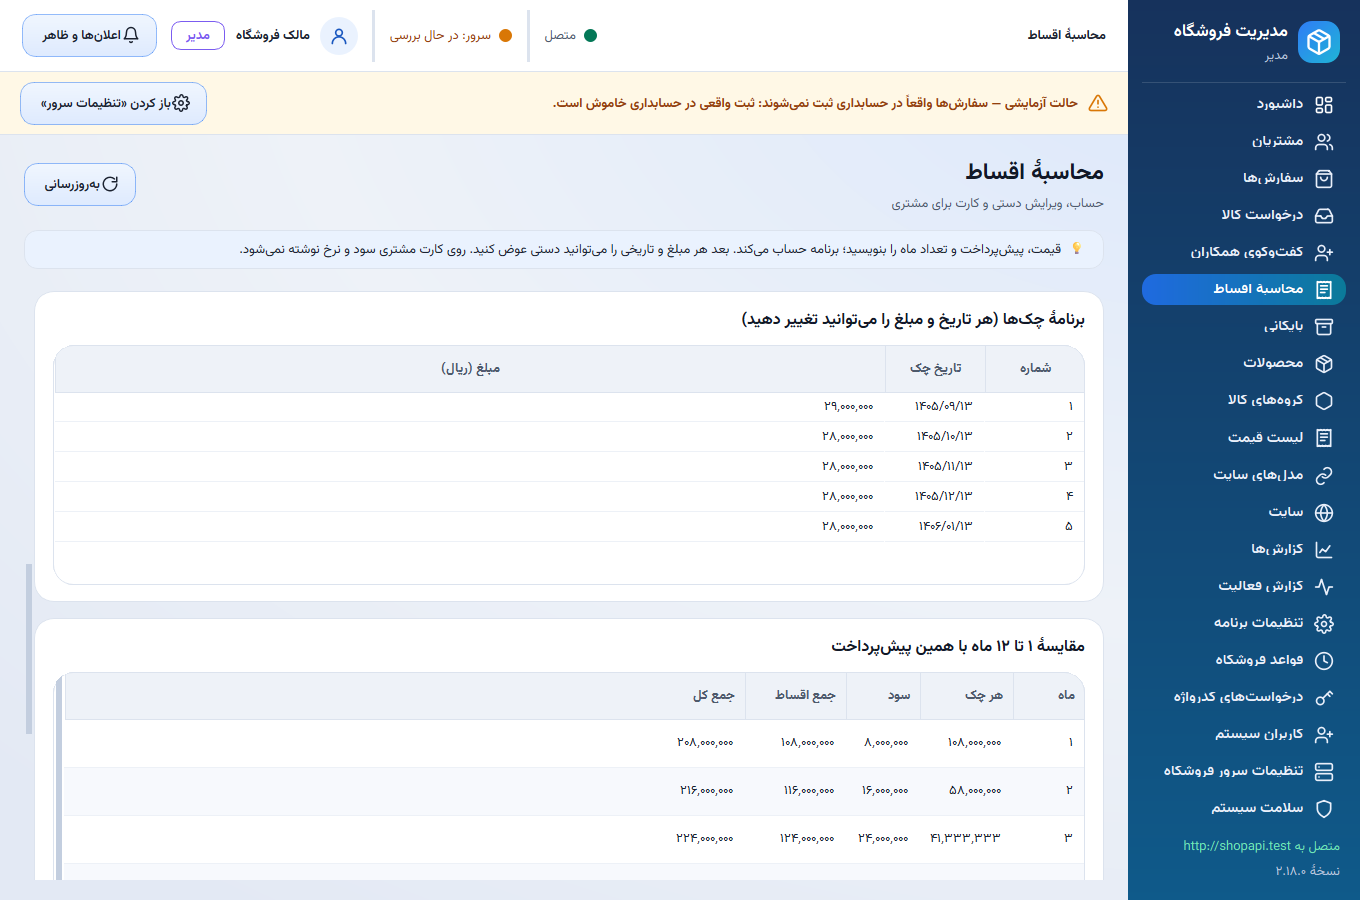 مدیریت فروشگاه
مدیر
داشبورد
مشتریان
سفارش‌ها
درخواست کالا
گفت‌وگوی همکاران
محاسبهٔ اقساط
بایگانی
محصولات
گروه‌های کالا
لیست قیمت
مدل‌های سایت
سایت
گزارش‌ها
گزارش فعالیت
تنظیمات برنامه
قواعد فروشگاه
درخواست‌های گذرواژه
کاربران سیستم
تنظیمات سرور فروشگاه
سلامت سیستم
متصل به http://shopapi.test
نسخهٔ ۲.۱۸.۰
محاسبهٔ اقساط
متصل
سرور: در حال بررسی
مالک فروشگاه
مدیر
اعلان‌ها و ظاهر
حالت آزمایشی — سفارش‌ها واقعاً در حسابداری ثبت نمی‌شوند: ثبت واقعی در حسابداری خاموش است.
باز کردن «تنظیمات سرور»
محاسبهٔ اقساط
حساب، ویرایش دستی و کارت برای مشتری
به‌روزرسانی
قیمت، پیش‌پرداخت و تعداد ماه را بنویسید؛ برنامه حساب می‌کند. بعد هر مبلغ و تاریخی را می‌توانید دستی عوض کنید. روی کارت مشتری سود و نرخ نوشته نمی‌شود.
برنامهٔ چک‌ها (هر تاریخ و مبلغ را می‌توانید تغییر دهید)
شماره تاریخ چک مبلغ (ریال)
۱ ۱۴۰۵/۰۹/۱۳ ۲۹,۰۰۰,۰۰۰
۲ ۱۴۰۵/۱۰/۱۳ ۲۸,۰۰۰,۰۰۰
۳ ۱۴۰۵/۱۱/۱۳ ۲۸,۰۰۰,۰۰۰
۴ ۱۴۰۵/۱۲/۱۳ ۲۸,۰۰۰,۰۰۰
۵ ۱۴۰۶/۰۱/۱۳ ۲۸,۰۰۰,۰۰۰
مقایسهٔ ۱ تا ۱۲ ماه با همین پیش‌پرداخت
ماه هر چک سود جمع اقساط جمع کل
۱ ۱۰۸,۰۰۰,۰۰۰ ۸,۰۰۰,۰۰۰ ۱۰۸,۰۰۰,۰۰۰ ۲۰۸,۰۰۰,۰۰۰
۲ ۵۸,۰۰۰,۰۰۰ ۱۶,۰۰۰,۰۰۰ ۱۱۶,۰۰۰,۰۰۰ ۲۱۶,۰۰۰,۰۰۰
۳ ۴۱,۳۳۳,۳۳۳ ۲۴,۰۰۰,۰۰۰ ۱۲۴,۰۰۰,۰۰۰ ۲۲۴,۰۰۰,۰۰۰